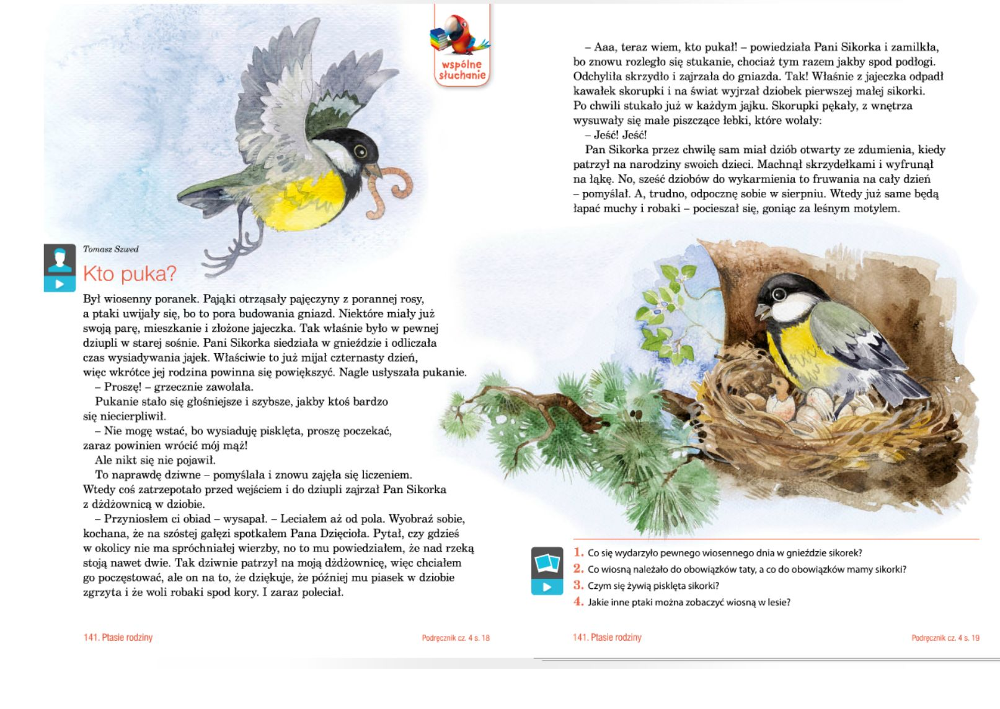 wspólne
słuchanie
Tomasz Szwed
Kto puka?
Był wiosenny poranek. Pająki otrząsały pajęczyny z porannej rosy,
a ptaki uwijały się, bo to pora budowania gniazd. Niektóre miały już
swoją parę, mieszkanie i złożone jajeczka. Tak właśnie było w pewnej
dziupli w starej sośnie. Pani Sikorka siedziała w gnieździe i odliczała
czas wysiadywania jajek. Właściwie to już mijał czternasty dzień,
więc wkrótce jej rodzina powinna się powiększyć. Nagle usłyszała pukanie.
– Proszę! – grzecznie zawołała.
Pukanie stało się głośniejsze i szybsze, jakby ktoś bardzo
się niecierpliwił.
– Nie mogę wstać, bo wysiaduję pisklęta, proszę poczekać,
zaraz powinien wrócić mój mąż!
Ale nikt się nie pojawił.
To naprawdę dziwne – pomyślała i znowu zajęła się liczeniem.
Wtedy coś zatrzepotało przed wejściem i do dziupli zajrzał Pan Sikorka
z dżdżownicą w dziobie.
– Przyniosłem ci obiad – wysapał. – Leciałem aż od pola. Wyobraź sobie,
kochana, że na szóstej gałęzi spotkałem Pana Dzięcioła. Pytał, czy gdzieś
w okolicy nie ma spróchniałej wierzby, no to mu powiedziałem, że nad rzeką
stoją nawet dwie. Tak dziwnie patrzył na moją dżdżownicę, więc chciałem
go poczęstować, ale on na to, że dziękuje, że później mu piasek w dziobie
zgrzyta i że woli robaki spod kory. I zaraz poleciał.
141. Ptasie rodziny
Podręcznik cz. 4 s. 18
– Aaa, teraz wiem, kto pukał! – powiedziała Pani Sikorka i zamilkła,
bo znowu rozległo się stukanie, chociaż tym razem jakby spod podłogi.
Odchyliła skrzydło i zajrzała do gniazda. Tak! Właśnie z jajeczka odpadł
kawałek skorupki i na świat wyjrzał dziobek pierwszej małej sikorki.
Po chwili stukało już w każdym jajku. Skorupki pękały, z wnętrza
wysuwały się małe piszczące łebki, które wołały:
– Jeść! Jeść!
Pan Sikorka przez chwilę sam miał dziób otwarty ze zdumienia, kiedy
patrzył na narodziny swoich dzieci. Machnął skrzydełkami i wyfrunął
na łąkę. No, sześć dziobów do wykarmienia to fruwania na cały dzień
– pomyślał. A, trudno, odpocznę sobie w sierpniu. Wtedy już same będą
łapać muchy i robaki – pocieszał się, goniąc za leśnym motylem.
1. Co się wydarzyło pewnego wiosennego dnia w gnieździe sikorek?
2. Co wiosną należało do obowiązków taty, a co do obowiązków mamy sikorki?
3. Czym się żywią pisklęta sikorki?
4. Jakie inne ptaki można zobaczyć wiosną w lesie?
141. Ptasie rodziny
Podręcznik cz. 4 s. 19